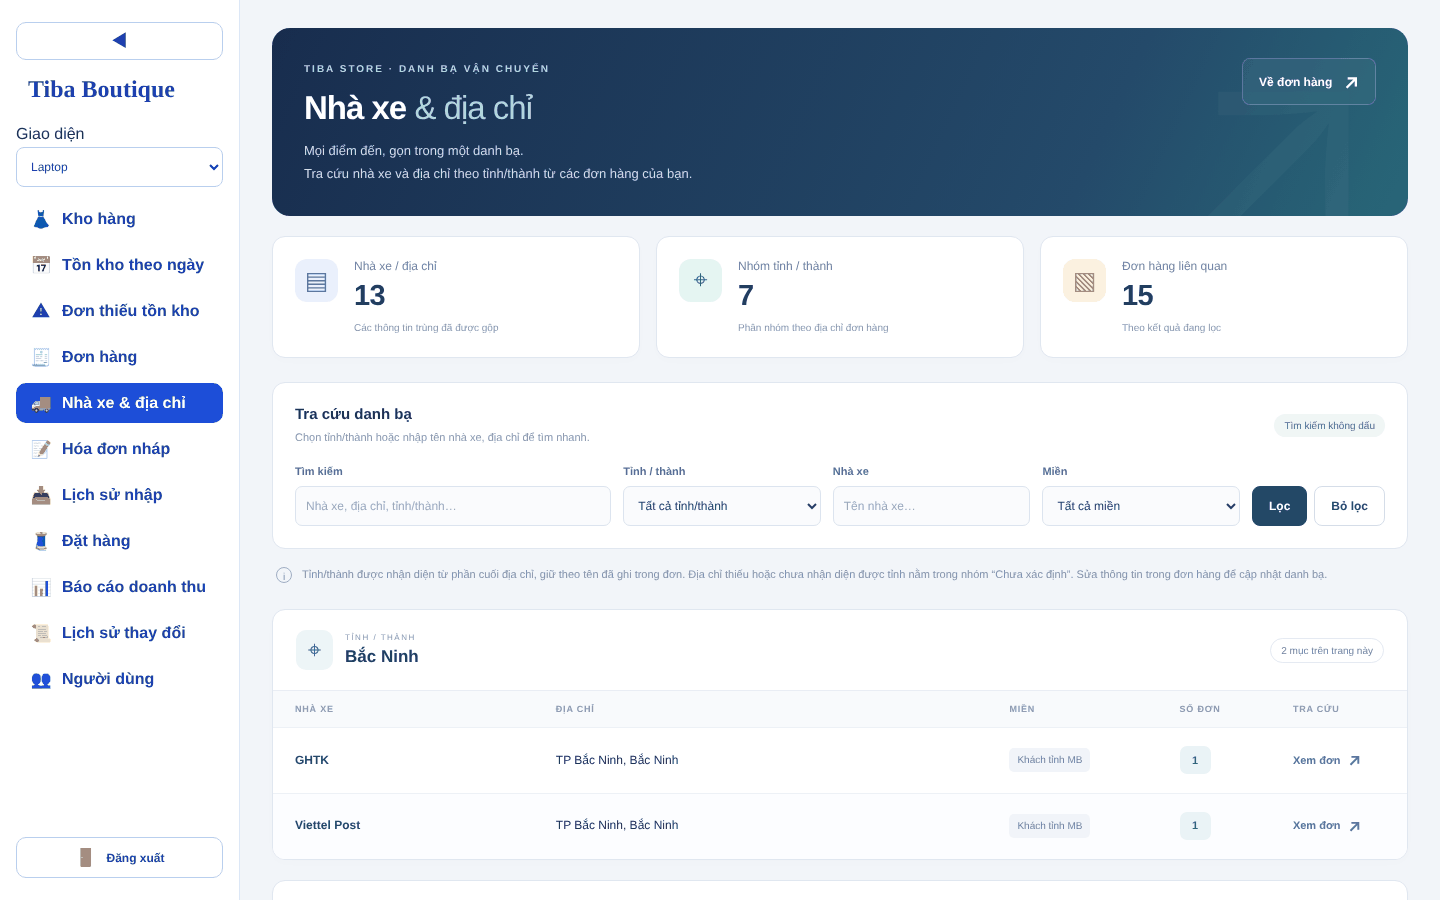 Tiba Boutique
Giao diện
Laptop
Kho hàng
Tồn kho theo ngày
Đơn thiếu tồn kho
Đơn hàng
Nhà xe & địa chỉ
Hóa đơn nháp
Lịch sử nhập
Đặt hàng
Báo cáo doanh thu
Lịch sử thay đổi
Người dùng
Đăng xuất
TIBA STORE · DANH BẠ VẬN CHUYỂN
Nhà xe & địa chỉ
Mọi điểm đến, gọn trong một danh bạ.
Tra cứu nhà xe và địa chỉ theo tỉnh/thành từ các đơn hàng của bạn.
Về đơn hàng
Nhà xe / địa chỉ
13
Các thông tin trùng đã được gộp
Nhóm tỉnh / thành
7
Phân nhóm theo địa chỉ đơn hàng
Đơn hàng liên quan
15
Theo kết quả đang lọc
Tra cứu danh bạ
Chọn tỉnh/thành hoặc nhập tên nhà xe, địa chỉ để tìm nhanh.
Tìm kiếm không dấu
Tìm kiếm Tỉnh / thành Nhà xe Miền
Nhà xe, địa chỉ, tỉnh/thành… Tất cả tỉnh/thành Tên nhà xe… Tất cả miền Lọc Bỏ lọc
Tỉnh/thành được nhận diện từ phần cuối địa chỉ, giữ theo tên đã ghi trong đơn. Địa chỉ thiếu hoặc chưa nhận diện được tỉnh nằm trong nhóm “Chưa xác định”. Sửa thông tin trong đơn hàng để cập nhật danh bạ.
TỈNH / THÀNH
Bắc Ninh
2 mục trên trang này
NHÀ XE ĐỊA CHỈ MIỀN SỐ ĐƠN TRA CỨU
GHTK TP Bắc Ninh, Bắc Ninh Khách tỉnh MB 1 Xem đơn
Viettel Post TP Bắc Ninh, Bắc Ninh Khách tỉnh MB 1 Xem đơn